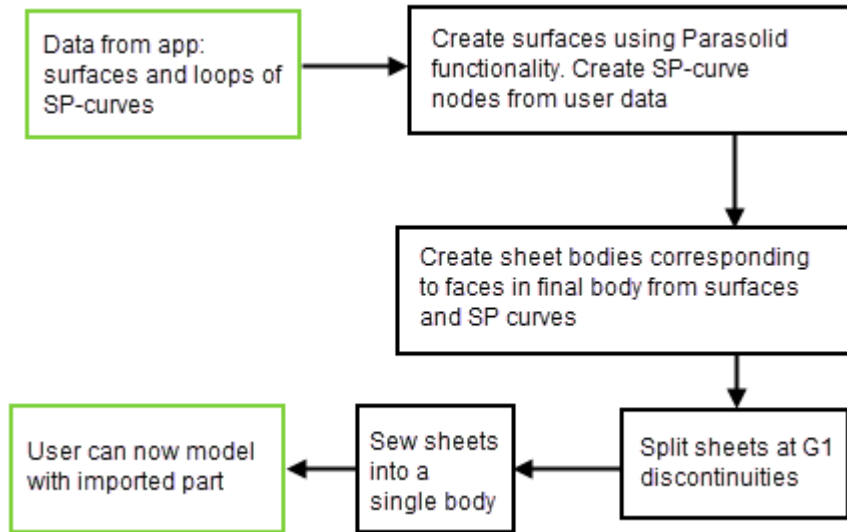 Data from app:
surfaces and loops of
SP-curves
Create surfaces using Parasolid
functionality. Create SP-curve
nodes from user data
Create sheet bodies corresponding
to faces in final body from surfaces
and SP curves
Split sheets at G1
discontinuities
Sew sheets
into a
single body
User can now model
with imported part